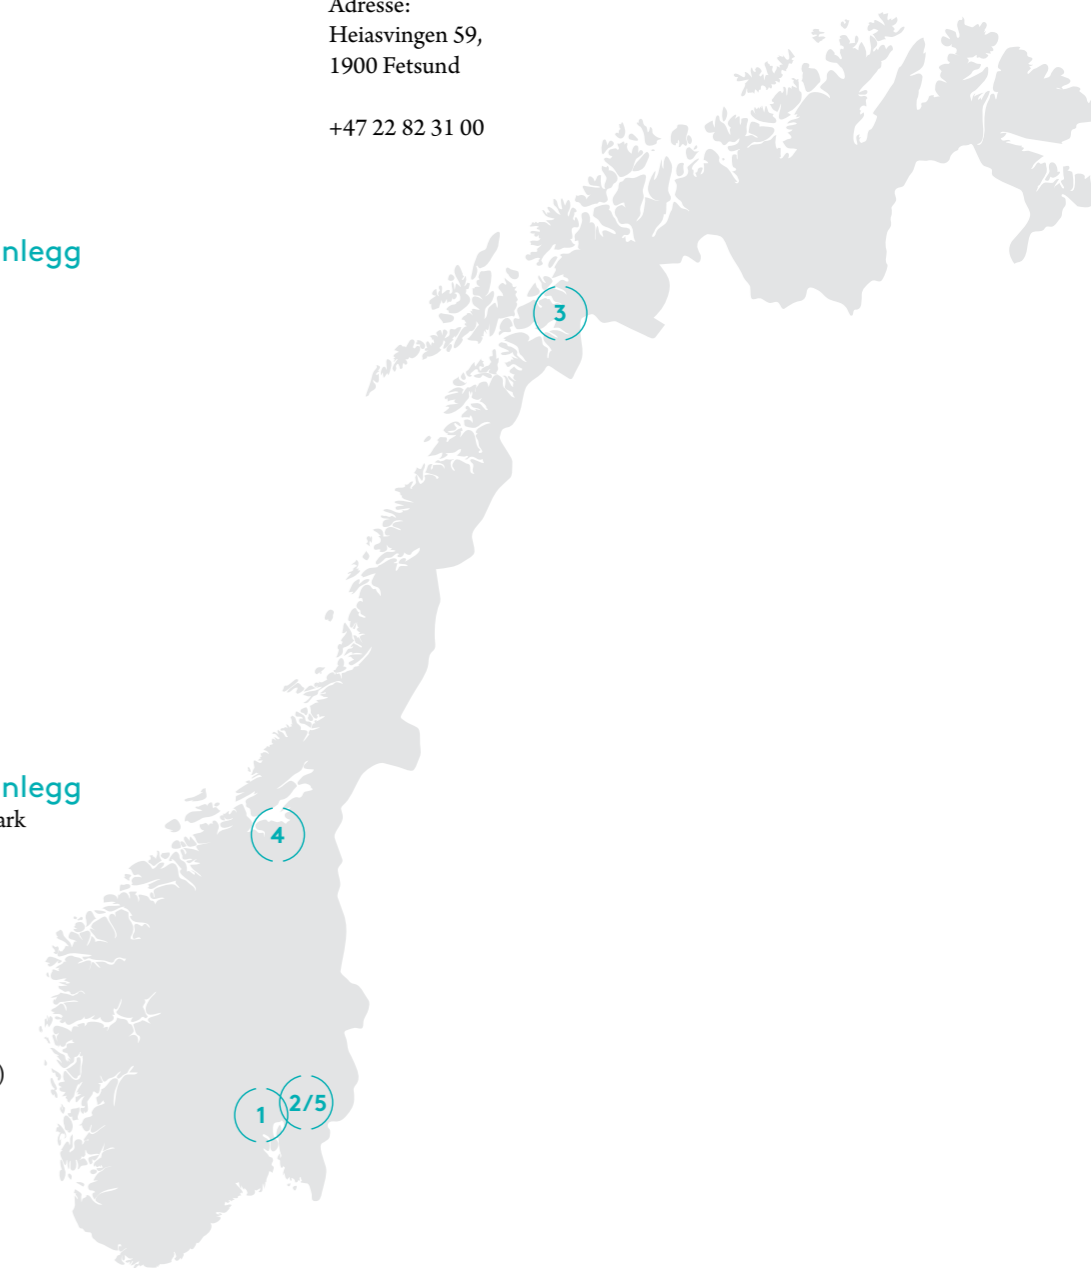 Adresse:
Heiasvingen 59,
1900 Fetsund
+47 22 82 31 00
nlegg
3
nlegg
ark
4
)
1
2/5